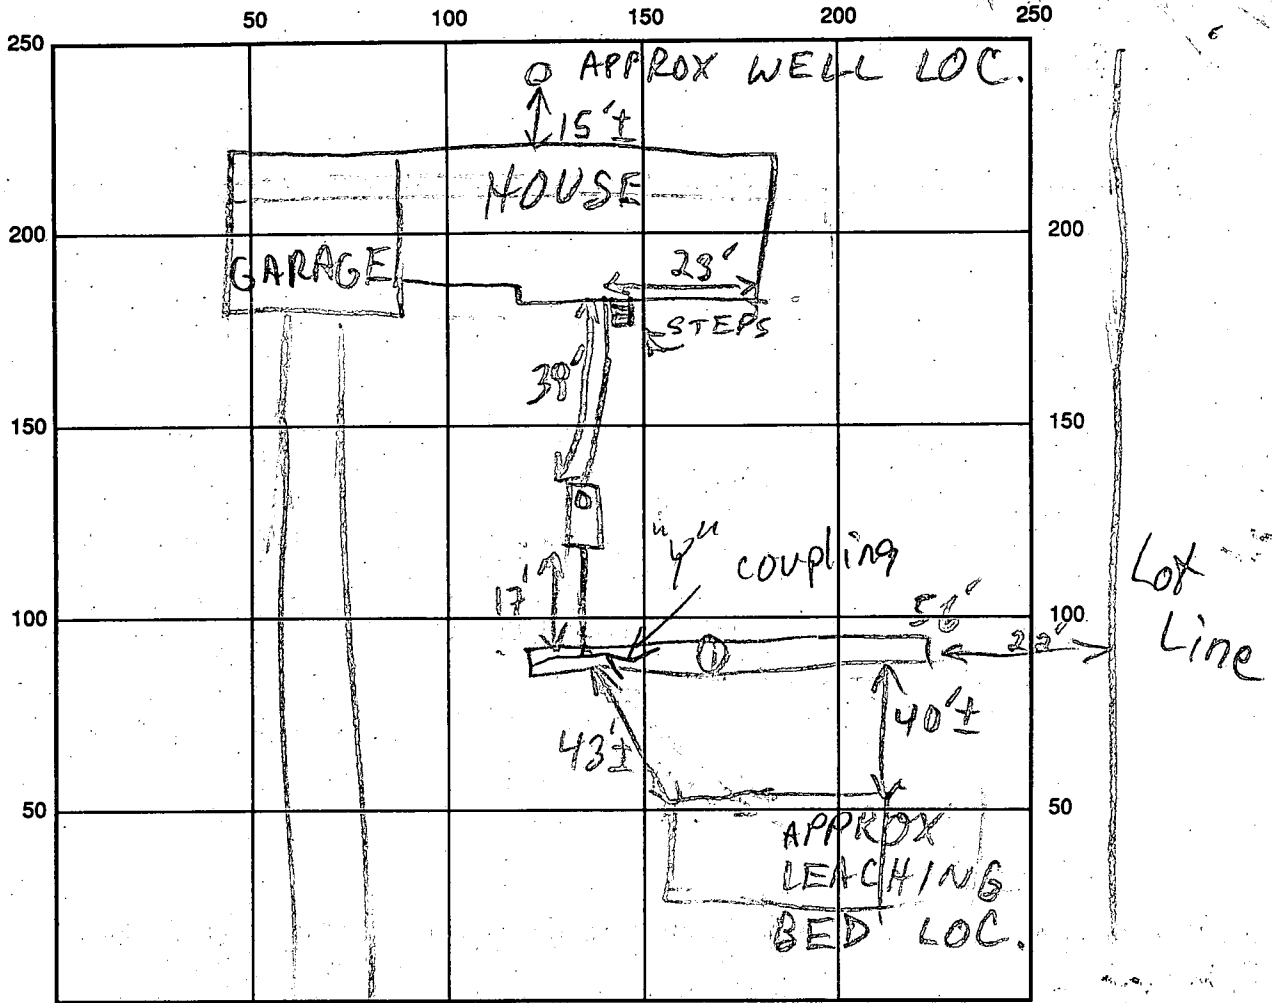 50 100 150 200 250
250
O APPROX WELL LOC.
15'±
HOUSE
200 200
GARAGE
23'
STEPS
39'
150 150
"Y" coupling
17'
100 100
22'
Lot
Line
40'±
43'±
50 50
APPROX
LEACHING
BED LOC.